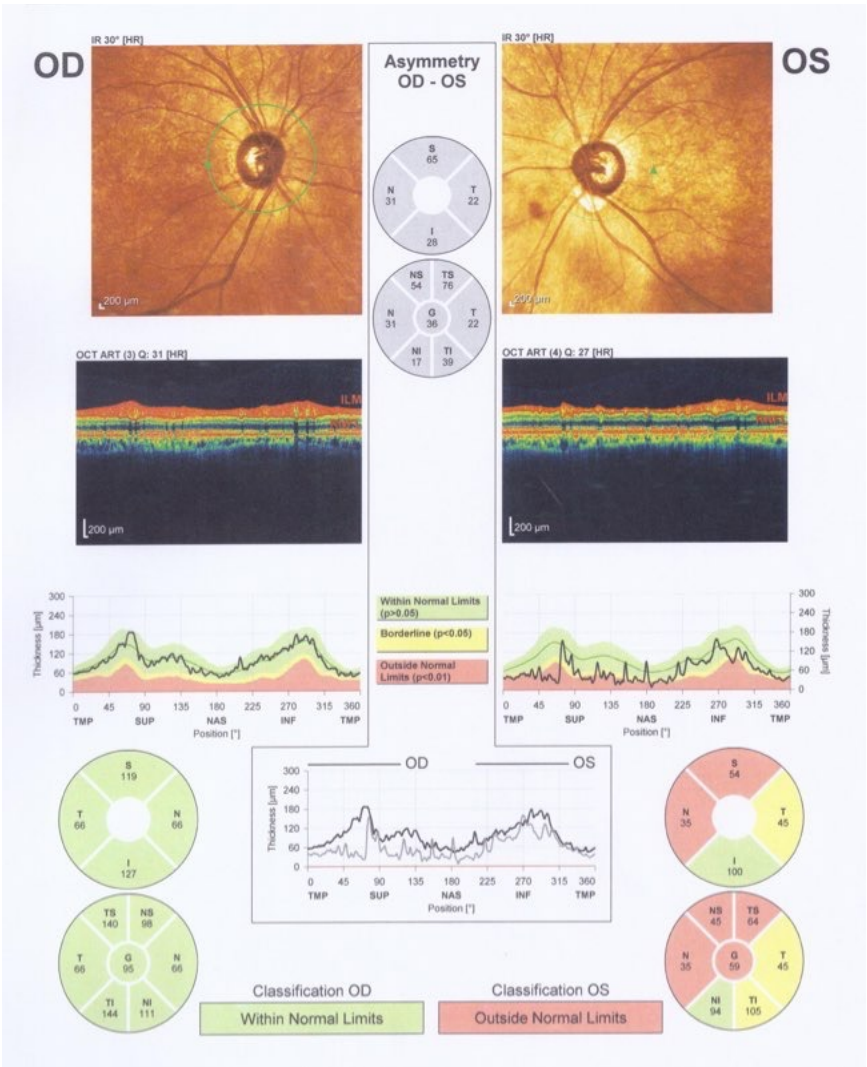 IR 30° [HR]
OD
Asymmetry
OD - OS
IR 30° [HR]
OS
S
65
N
31
T
22
I
28
NS
54
TS
76
N
31
G
36
T
22
NI
17
TI
39
200 µm
200 µm
OCT ART (3) Q: 31 [HR]
OCT ART (4) Q: 27 [HR]
ILM
ILM
200 µm
200 µm
Thickness [µm]
300
240
180
120
60
0
0 45 90 135 180 225 270 315 360
TMP SUP NAS INF TMP
Position [°]
Within Normal Limits
(p>0.05)
Borderline (p<0.05)
Outside Normal
Limits (p<0.01)
300
240
180
120
60
0
Thickness [µm]
0 45 90 135 180 225 270 315 360
TMP SUP NAS INF TMP
Position [°]
S
119
T
66
N
66
I
127
TS
140
NS
98
T
66
G
95
N
66
TI
144
NI
111
OD OS
Thickness [µm]
300
240
180
120
60
0
0 45 90 135 180 225 270 315 360
TMP SUP NAS INF TMP
Position [°]
S
54
N
35
T
45
I
100
NS
45
TS
64
N
35
G
59
T
45
NI
94
TI
105
Classification OD
Within Normal Limits
Classification OS
Outside Normal Limits